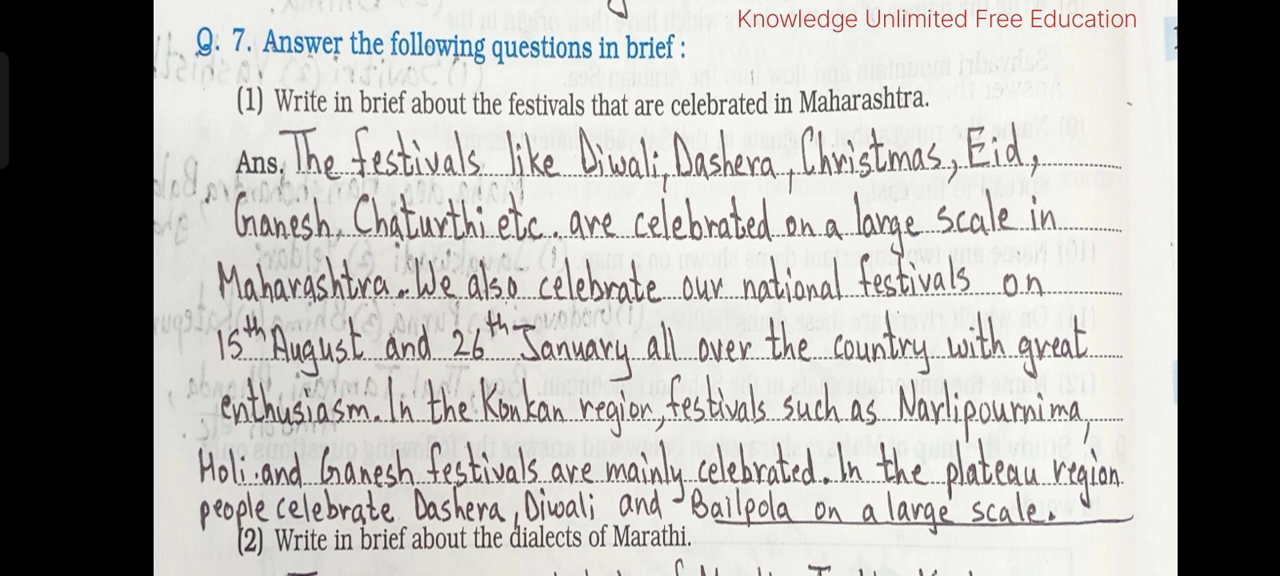 Knowledge Unlimited Free Education
Q. 7. Answer the following questions in brief :
(1) Write in brief about the festivals that are celebrated in Maharashtra.
Ans, The festivals like Diwali, Dashera, Christmas, Eid,
Ganesh, Chaturthi etc. are celebrated on a large scale in
Maharashtra. We also celebrate our national festivals on
15th August and 26th January all over the country with great
enthusiasm. In the Konkan region, festivals such as Narlipournima,
Holi and Ganesh festivals are mainly celebrated. In the plateau region
people celebrate Dashera, Diwali and Bailpola on a large scale.
(2) Write in brief about the dialects of Marathi.